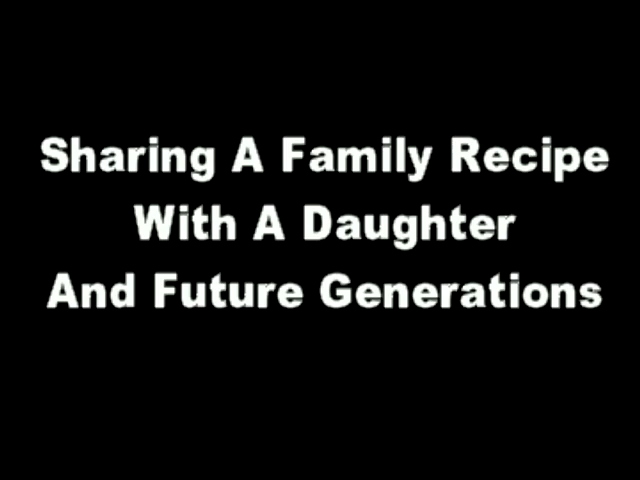 Sharing A Family Recipe
With A Daughter
And Future Generations